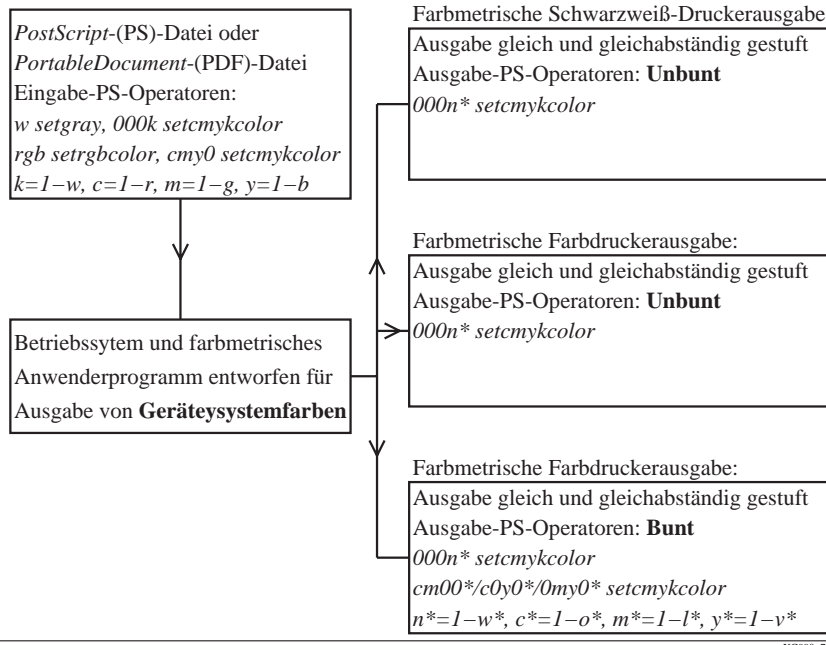 PostScript-(PS)-Datei oder
PortableDocument-(PDF)-Datei
Eingabe-PS-Operatoren:
w setgray, 000k setcmykcolor
rgb setrgbcolor, cmy0 setcmykcolor
k=1–w, c=1–r, m=1–g, y=1–b
Betriebssytem und farbmetrisches
Anwenderprogramm entworfen für
Ausgabe von Geräteysystemfarben
Farbmetrische Schwarzweiß-Druckerausgabe
Ausgabe gleich und gleichabständig gestuft
Ausgabe-PS-Operatoren: Unbunt
000n* setcmykcolor
Farbmetrische Farbdruckerausgabe:
Ausgabe gleich und gleichabständig gestuft
Ausgabe-PS-Operatoren: Unbunt
000n* setcmykcolor
Farbmetrische Farbdruckerausgabe:
Ausgabe gleich und gleichabständig gestuft
Ausgabe-PS-Operatoren: Bunt
000n* setcmykcolor
cm00*/c0y0*/0my0* setcmykcolor
n*=1–w*, c*=1–o*, m*=1–l*, y*=1–v*